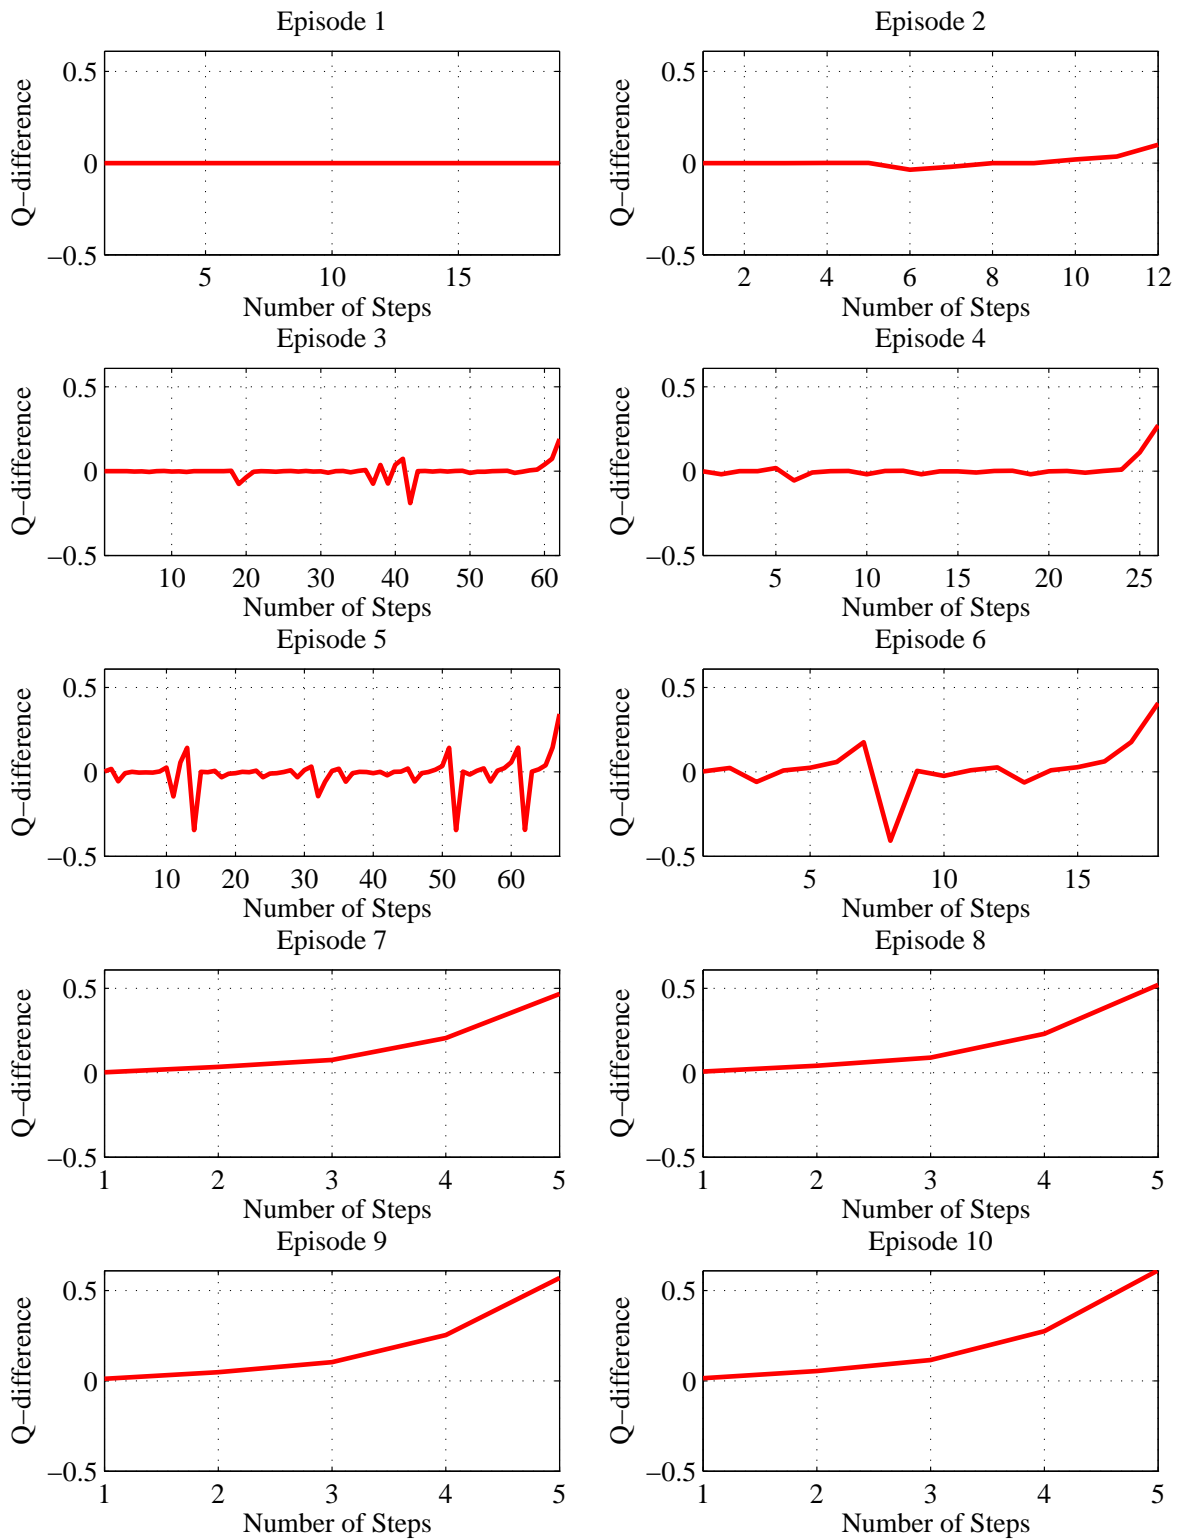 Episode 1
0.5
0
−0.5
Q−difference
5 10 15
Number of Steps
Episode 2
0.5
0
−0.5
Q−difference
2 4 6 8 10 12
Number of Steps
Episode 3
0.5
0
−0.5
Q−difference
10 20 30 40 50 60
Number of Steps
Episode 4
0.5
0
−0.5
Q−difference
5 10 15 20 25
Number of Steps
Episode 5
0.5
0
−0.5
Q−difference
10 20 30 40 50 60
Number of Steps
Episode 6
0.5
0
−0.5
Q−difference
5 10 15
Number of Steps
Episode 7
0.5
0
−0.5
Q−difference
1 2 3 4 5
Number of Steps
Episode 8
0.5
0
−0.5
Q−difference
1 2 3 4 5
Number of Steps
Episode 9
0.5
0
−0.5
Q−difference
1 2 3 4 5
Number of Steps
Episode 10
0.5
0
−0.5
Q−difference
1 2 3 4 5
Number of Steps